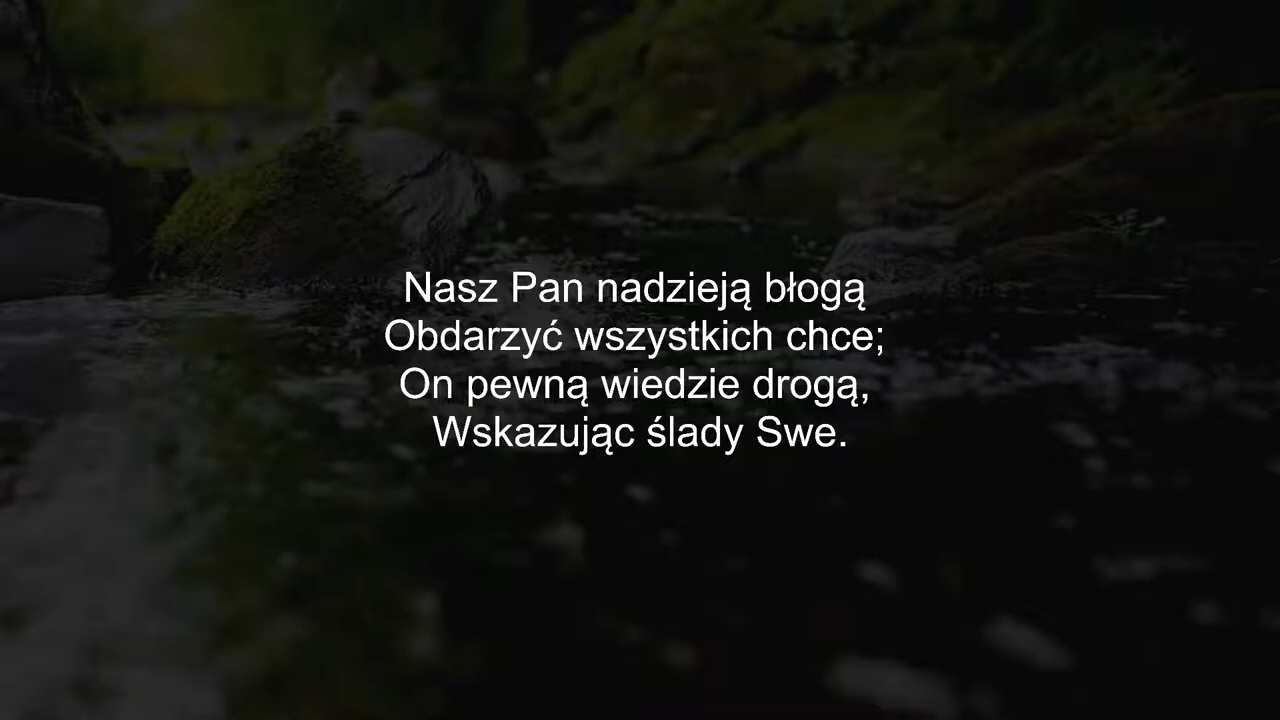 Nasz Pan nadzieją błogą
Obdarzyć wszystkich chce;
On pewną wiedzie drogą,
Wskazując ślady Swe.